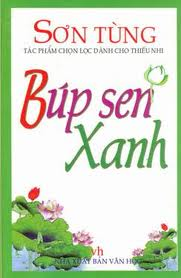 SƠN TÙNG
TÁC PHẨM CHỌN LỌC DÀNH CHO THIẾU NHI
Búp sen
Xanh
vh
NHÀ XUẤT BẢN VĂN HỌC